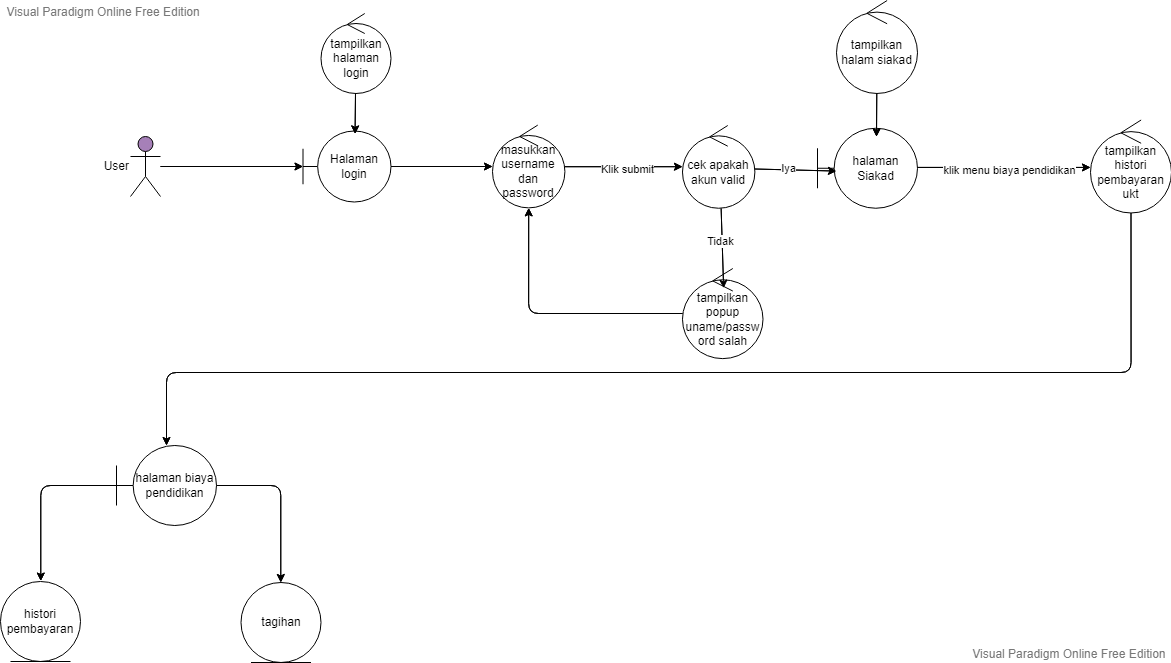 Visual Paradigm Online Free Edition
tampilkan
halaman
login
tampilkan
halam siakad
User
Halaman
login
masukkan
username
dan
password
Klik submit
cek apakah
akun valid
Iya
halaman
Siakad
klik menu biaya pendidikan
tampilkan
histori
pembayaran
ukt
Tidak
tampilkan
popup
uname/passw
ord salah
halaman biaya
pendidikan
histori
pembayaran
tagihan
Visual Paradigm Online Free Edition